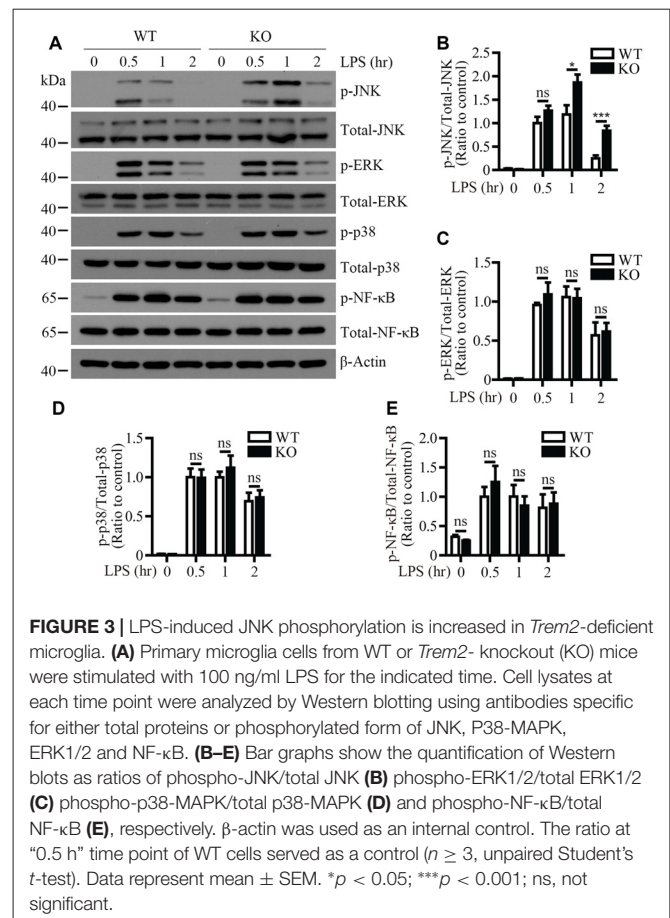 A
WT KO
0 0.5 1 2 0 0.5 1 2 LPS (hr)
kDa
40 p-JNK
40 Total-JNK
40 p-ERK
40 Total-ERK
40 p-p38
40 Total-p38
65 p-NF-κB
65 Total-NF-κB
40 β-Actin
B
p-JNK/Total-JNK
(Ratio to control)
2.5
2.0
1.5
1.0
0.5
0
WT
KO
ns
*
***
LPS (hr) 0 0.5 1 2
C
p-ERK/Total-ERK
(Ratio to control)
1.5
1.0
0.5
0
WT
KO
ns
ns
ns
LPS (hr) 0 0.5 1 2
D
p-p38/Total-p38
(Ratio to control)
1.5
1.0
0.5
0
WT
KO
ns
ns
ns
LPS (hr) 0 0.5 1 2
E
p-NF-κB/Total-NF-κB
(Ratio to control)
2.0
1.5
1.0
0.5
0
WT
KO
ns
ns
ns
ns
LPS (hr) 0 0.5 1 2
FIGURE 3 | LPS-induced JNK phosphorylation is increased in Trem2-deficient
microglia. (A) Primary microglia cells from WT or Trem2- knockout (KO) mice
were stimulated with 100 ng/ml LPS for the indicated time. Cell lysates at
each time point were analyzed by Western blotting using antibodies specific
for either total proteins or phosphorylated form of JNK, P38-MAPK,
ERK1/2 and NF-κB. (B–E) Bar graphs show the quantification of Western
blots as ratios of phospho-JNK/total JNK (B) phospho-ERK1/2/total ERK1/2
(C) phospho-p38-MAPK/total p38-MAPK (D) and phospho-NF-κB/total
NF-κB (E), respectively. β-actin was used as an internal control. The ratio at
“0.5 h” time point of WT cells served as a control (n ≥ 3, unpaired Student’s
t-test). Data represent mean ± SEM. *p < 0.05; ***p < 0.001; ns, not
significant.